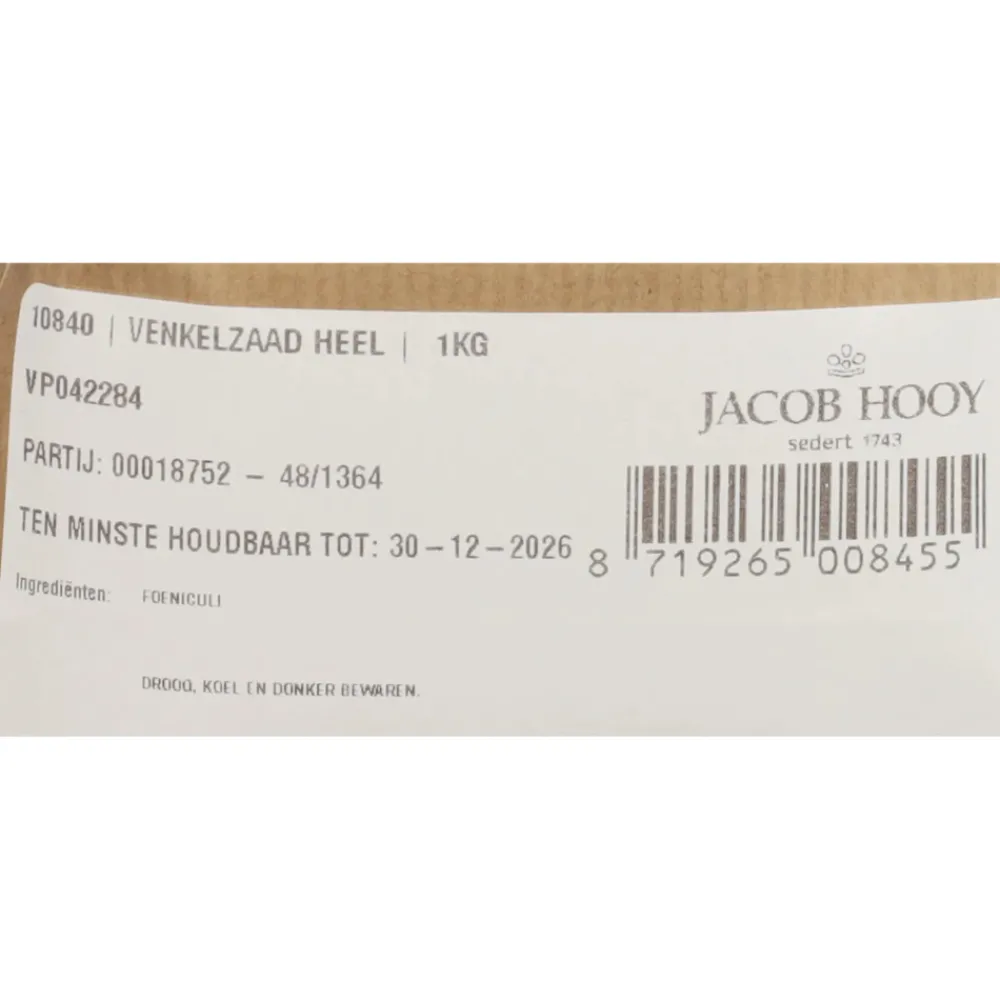 10840 | VENKELZAAD HEEL | 1KG
VP042284
PARTIJ: 00018752 – 48/1364
TEN MINSTE HOUDBAAR TOT: 30–12–2026
Ingrediënten: FOENICULI
DROOG, KOEL EN DONKER BEWAREN.
JACOB HOOY
sedert 1743
8 719265 008455